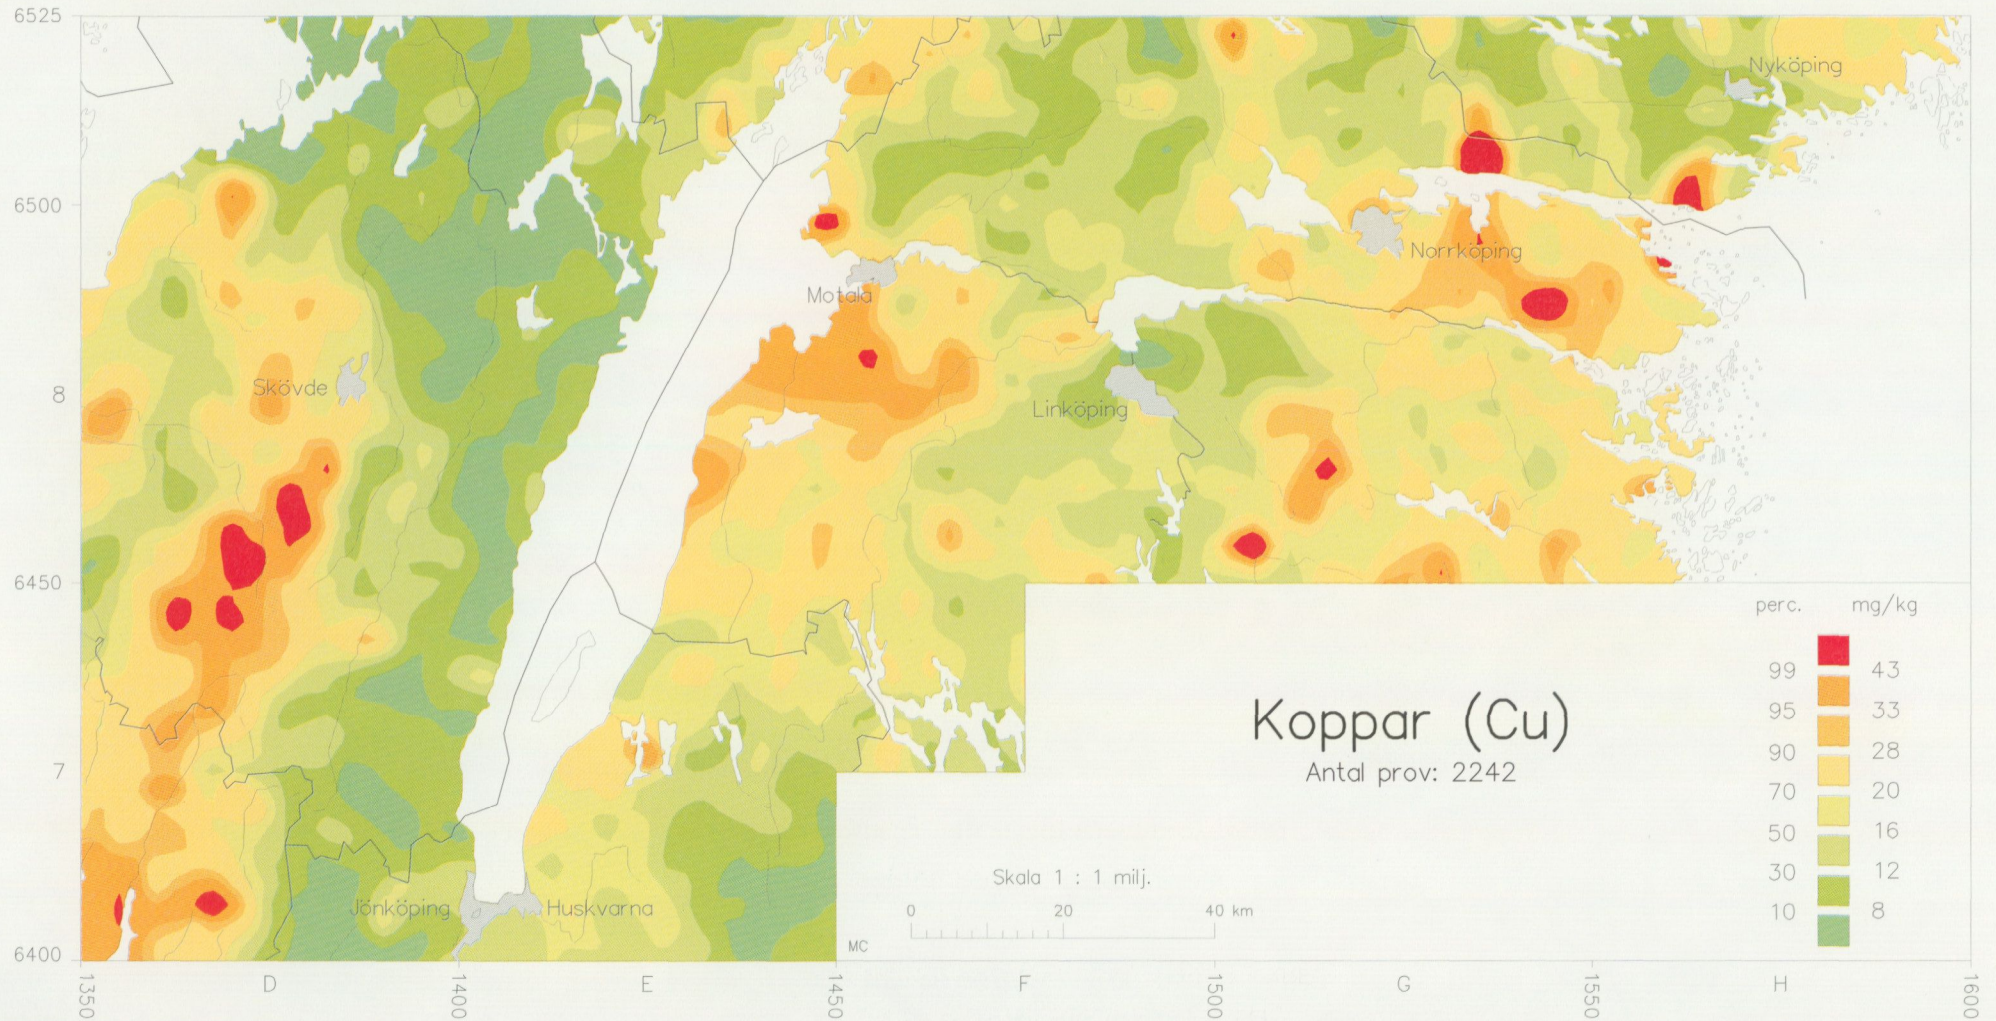 6525
Nyköping
6500
Norrköping
Motala
Skövde
8
Linköping
6450
perc. mg/kg
99 43
95 33
90 28
70 20
50 16
30 12
10 8
Koppar (Cu)
Antal prov: 2242
7
Skala 1 : 1 milj.
0 20 40 km
Jönköping
Huskvarna
MC
6400
1350 D 1400 E 1450 F 1500 G 1550 H 1600